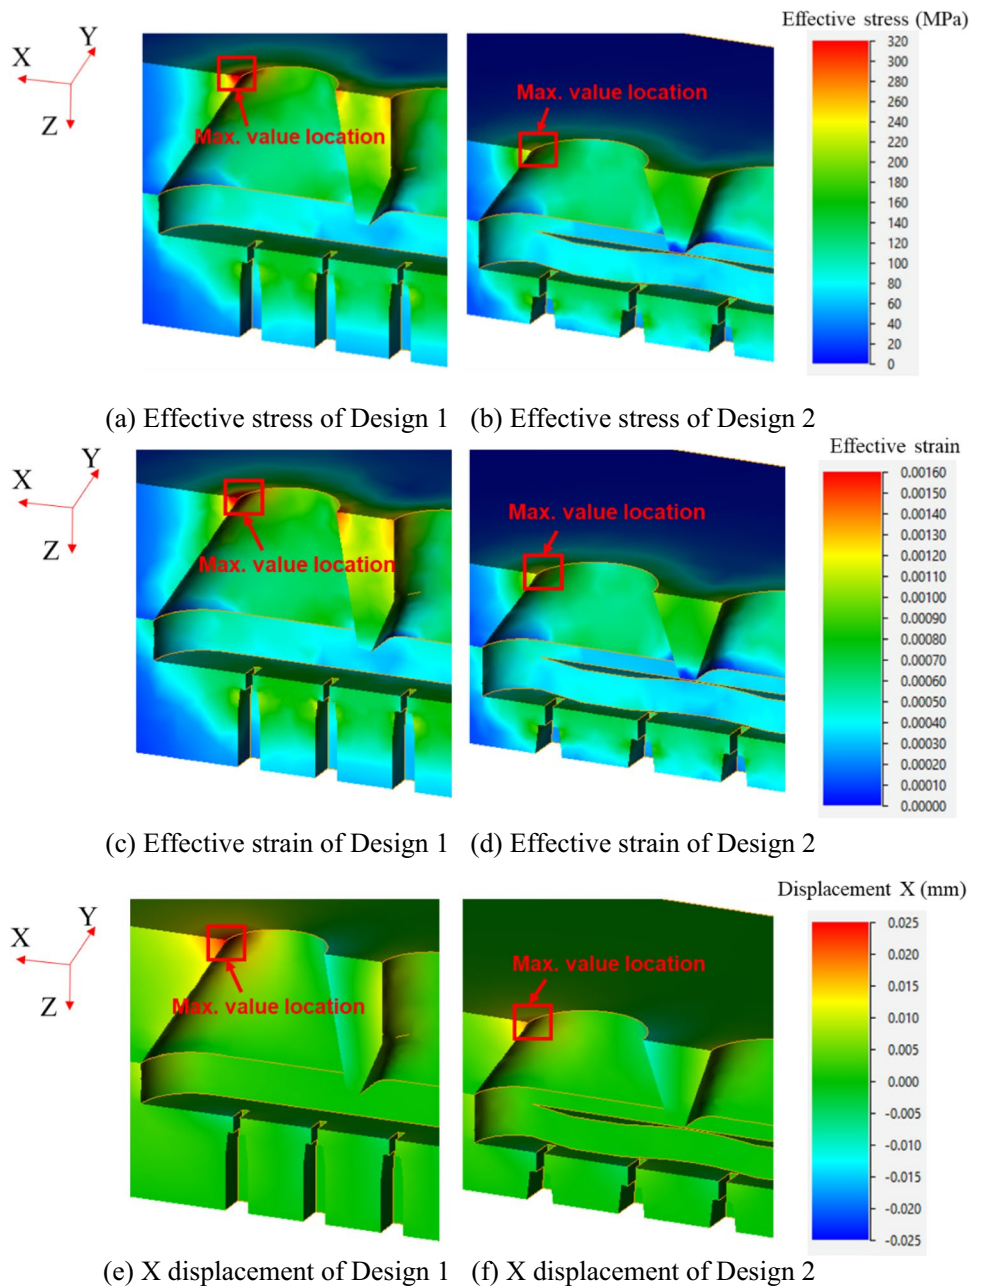 Effective stress (MPa)
X
Y
Z
Max. value location
Max. value location
320
300
280
260
240
220
200
180
160
140
120
100
80
60
40
20
0
(a) Effective stress of Design 1
(b) Effective stress of Design 2
Effective strain
X
Y
Z
Max. value location
Max. value location
0.00160
0.00150
0.00140
0.00130
0.00120
0.00110
0.00100
0.00090
0.00080
0.00070
0.00060
0.00050
0.00040
0.00030
0.00020
0.00010
0.00000
(c) Effective strain of Design 1
(d) Effective strain of Design 2
Displacement X (mm)
X
Y
Z
Max. value location
Max. value location
0.025
0.020
0.015
0.010
0.005
0.000
-0.005
-0.010
-0.015
-0.020
-0.025
(e) X displacement of Design 1
(f) X displacement of Design 2